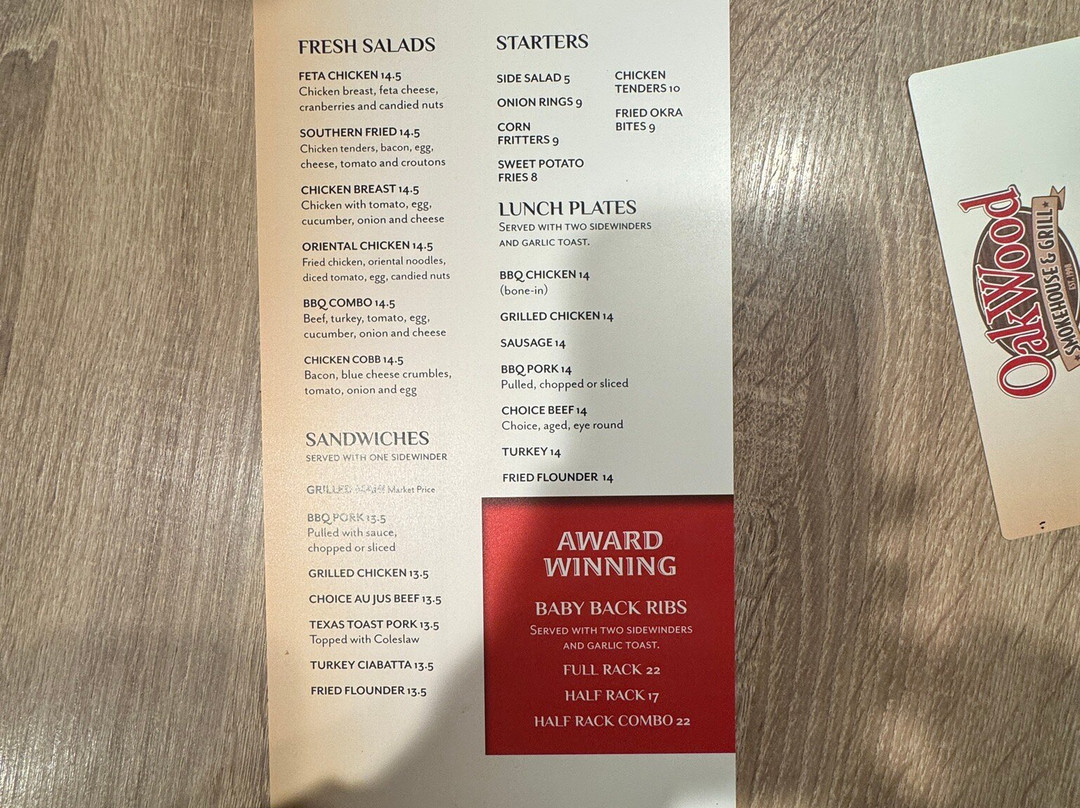 FRESH SALADS
FETA CHICKEN 14.5
Chicken breast, feta cheese,
cranberries and candied nuts
SOUTHERN FRIED 14.5
Chicken tenders, bacon, egg,
cheese, tomato and croutons
CHICKEN BREAST 14.5
Chicken with tomato, egg,
cucumber, onion and cheese
ORIENTAL CHICKEN 14.5
Fried chicken, oriental noodles,
diced tomato, egg, candied nuts
BBQ COMBO 14.5
Beef, turkey, tomato, egg,
cucumber, onion and cheese
CHICKEN COBB 14.5
Bacon, blue cheese crumbles,
tomato, onion and egg
SANDWICHES
SERVED WITH ONE SIDEWINDER
GRILLED Market Price
BBQ PORK 13.5
Pulled with sauce,
chopped or sliced
GRILLED CHICKEN 13.5
CHOICE AU JUS BEEF 13.5
TEXAS TOAST PORK 13.5
Topped with Coleslaw
TURKEY CIABATTA 13.5
FRIED FLOUNDER 13.5
STARTERS
SIDE SALAD 5
ONION RINGS 9
CORN
FRITTERS 9
SWEET POTATO
FRIES 8
CHICKEN
TENDERS 10
FRIED OKRA
BITES 9
LUNCH PLATES
SERVED WITH TWO SIDEWINDERS
AND GARLIC TOAST.
BBQ CHICKEN 14
(bone-in)
GRILLED CHICKEN 14
SAUSAGE 14
BBQ PORK 14
Pulled, chopped or sliced
CHOICE BEEF 14
Choice, aged, eye round
TURKEY 14
FRIED FLOUNDER 14
AWARD
WINNING
BABY BACK RIBS
SERVED WITH TWO SIDEWINDERS
AND GARLIC TOAST.
FULL RACK 22
HALF RACK 17
HALF RACK COMBO 22
OakWood
SMOKEHOUSE & GRILL
EST. 1998